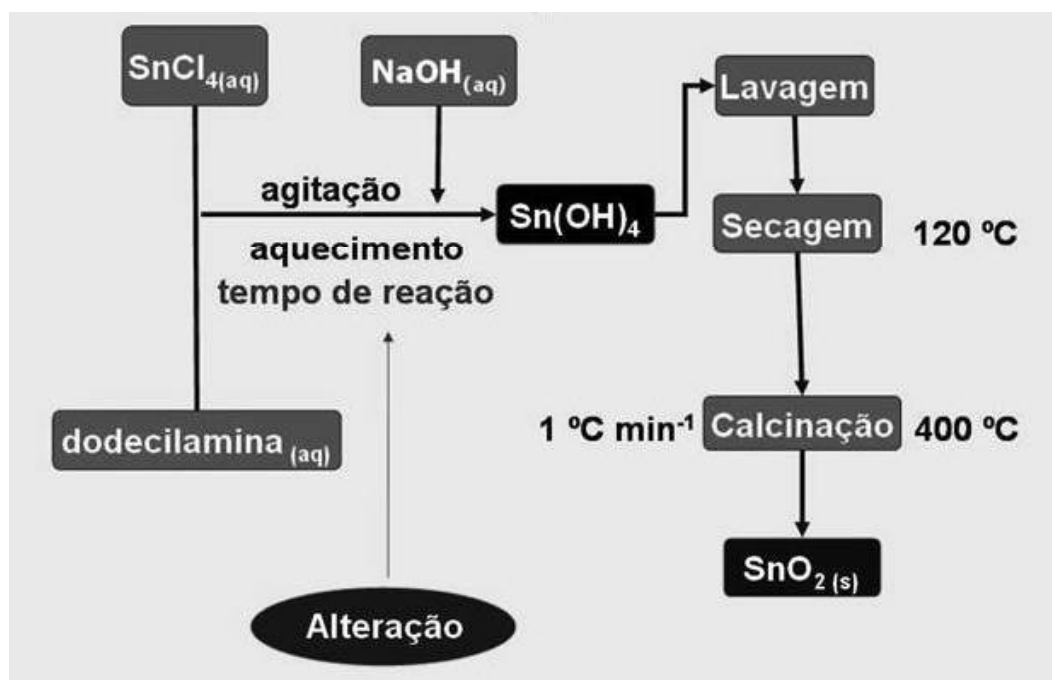 SnCl4(aq)
NaOH(aq)
agitação
aquecimento
tempo de reação
dodecilamina (aq)
Alteração
Sn(OH)4
Lavagem
Secagem 120 ºC
1 ºC min-1 Calcinação 400 ºC
SnO2 (s)